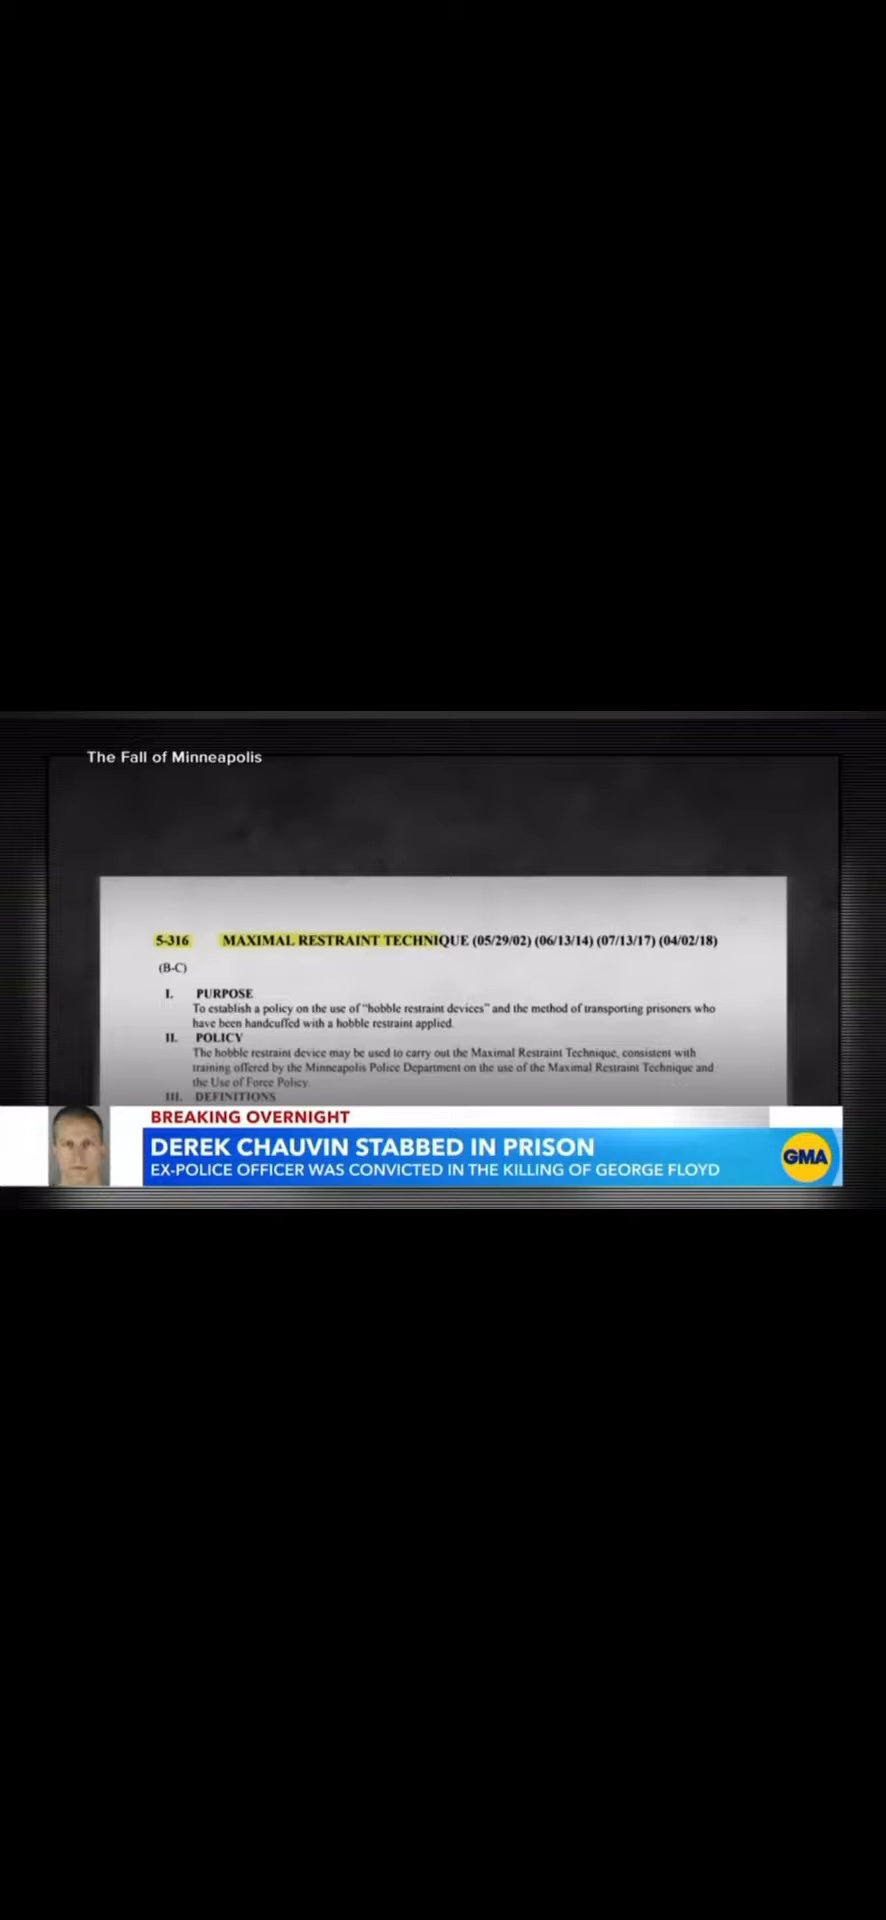 The Fall of Minneapolis
5-316 MAXIMAL RESTRAINT TECHNIQUE (05/29/02) (06/13/14) (07/13/17) (04/02/18)
(B-C)
I. PURPOSE
To establish a policy on the use of "hobble restraint devices" and the method of transporting prisoners who
have been handcuffed with a hobble restraint applied.
II. POLICY
The hobble restraint device may be used to carry out the Maximal Restraint Technique, consistent with
training offered by the Minneapolis Police Department on the use of the Maximal Restraint Technique and
the Use of Force Policy.
III. DEFINITIONS
BREAKING OVERNIGHT
DEREK CHAUVIN STABBED IN PRISON
EX-POLICE OFFICER WAS CONVICTED IN THE KILLING OF GEORGE FLOYD
GMA